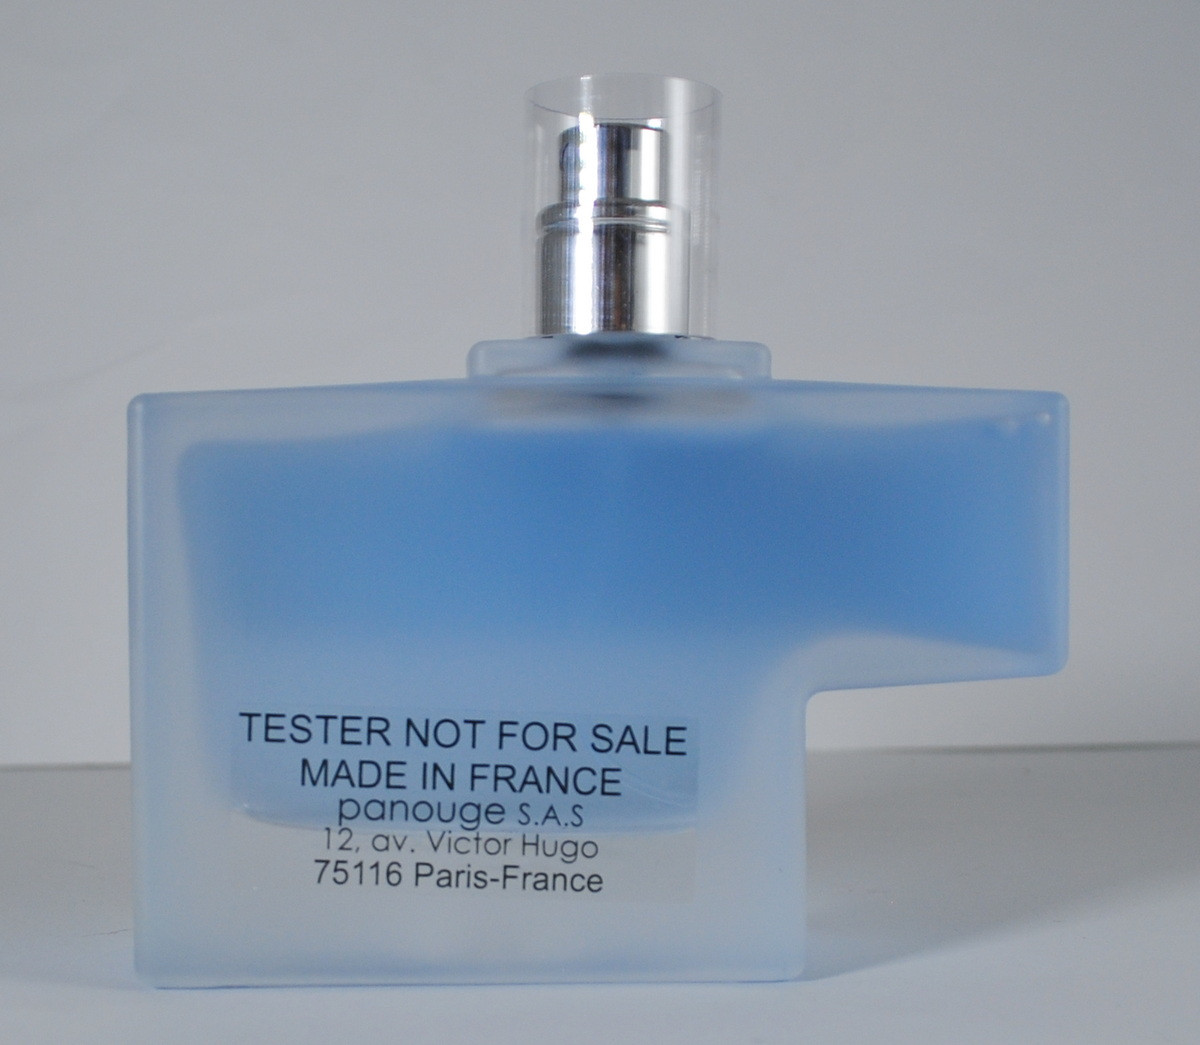 TESTER NOT FOR SALE
MADE IN FRANCE
panouge S.A.S
12, av. Victor Hugo
75116 Paris-France